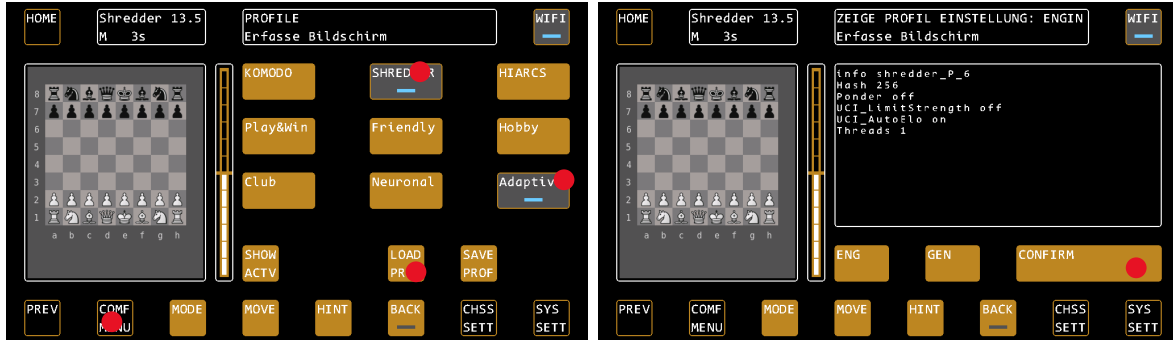 HOME
Shredder 13.5
M 3s
PROFILE
Erfasse Bildschirm
WIFI
KOMODO
HIARCS
Play&Win
Friendly
Hobby
Club
Neuronal
SHOW
ACTV
LOAD
SAVE
PROF
8
7
6
5
4
3
2
1
a b c d e f g h
PREV
COMF
MENU
MODE
MOVE
HINT
BACK
CHSS
SETT
SYS
SETT
HOME
Shredder 13.5
M 3s
ZEIGE PROFIL EINSTELLUNG: ENGIN
Erfasse Bildschirm
WIFI
info shredder_P_6
Hash 256
Ponder off
UCI_LimitStrength off
UCI_AutoElo on
Threads 1
8
7
6
5
4
3
2
1
a b c d e f g h
ENG
GEN
CONFIRM
PREV
COMF
MENU
MODE
MOVE
HINT
BACK
CHSS
SETT
SYS
SETT